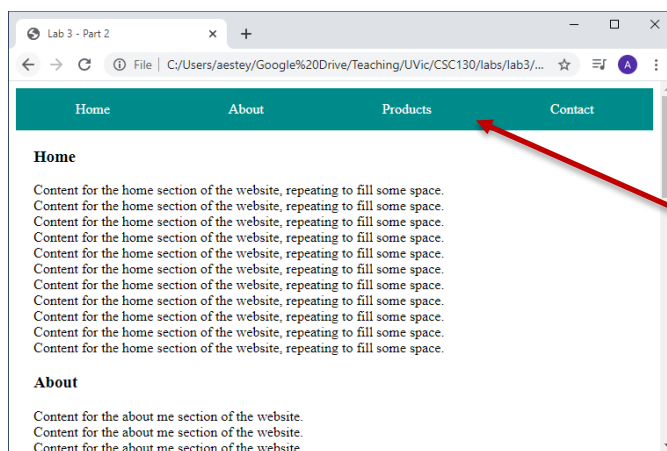 Lab 3 - Part 2
File | C:/Users/aestey/Google%20Drive/Teaching/UVic/CSC130/labs/lab3/... A
Home About Products Contact
Home
Content for the home section of the website, repeating to fill some space.
Content for the home section of the website, repeating to fill some space.
Content for the home section of the website, repeating to fill some space.
Content for the home section of the website, repeating to fill some space.
Content for the home section of the website, repeating to fill some space.
Content for the home section of the website, repeating to fill some space.
Content for the home section of the website, repeating to fill some space.
Content for the home section of the website, repeating to fill some space.
Content for the home section of the website, repeating to fill some space.
Content for the home section of the website, repeating to fill some space.
Content for the home section of the website, repeating to fill some space.
About
Content for the about me section of the website.
Content for the about me section of the website.
Content for the about me section of the website